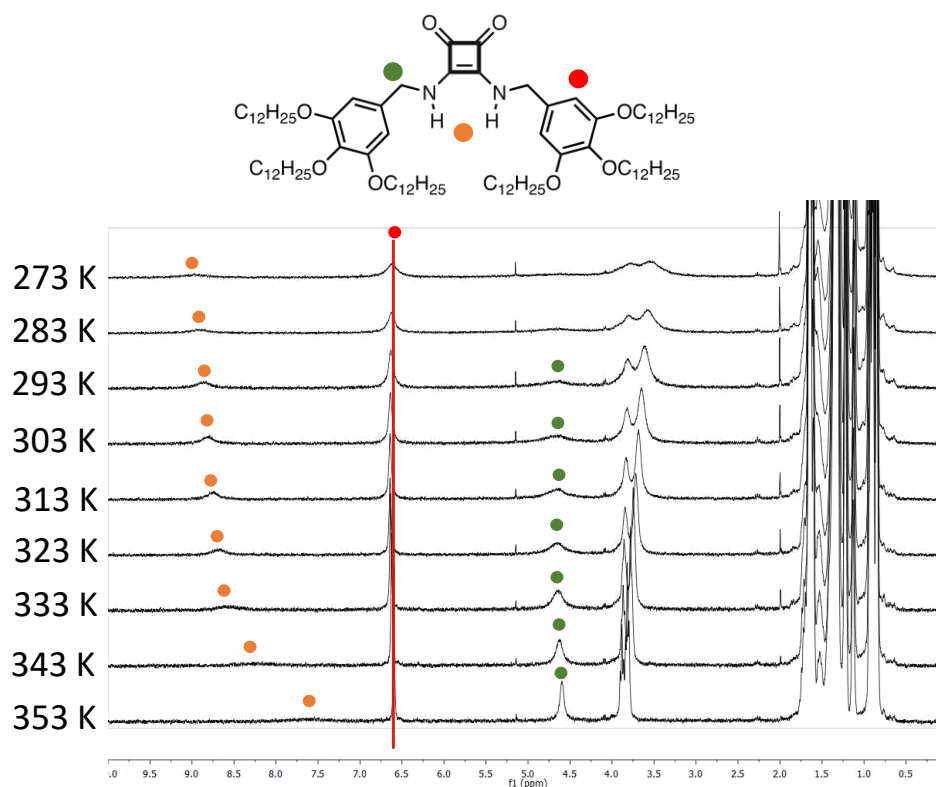 O O
N N
H H
C₁₂H₂₅O OC₁₂H₂₅
C₁₂H₂₅O OC₁₂H₂₅
OC₁₂H₂₅ C₁₂H₂₅O
273 K
283 K
293 K
303 K
313 K
323 K
333 K
343 K
353 K
9.5 9.0 8.5 8.0 7.5 7.0 6.5 6.0 5.5 5.0 4.5 4.0 3.5 3.0 2.5 2.0 1.5 1.0 0.5
f1 (ppm)